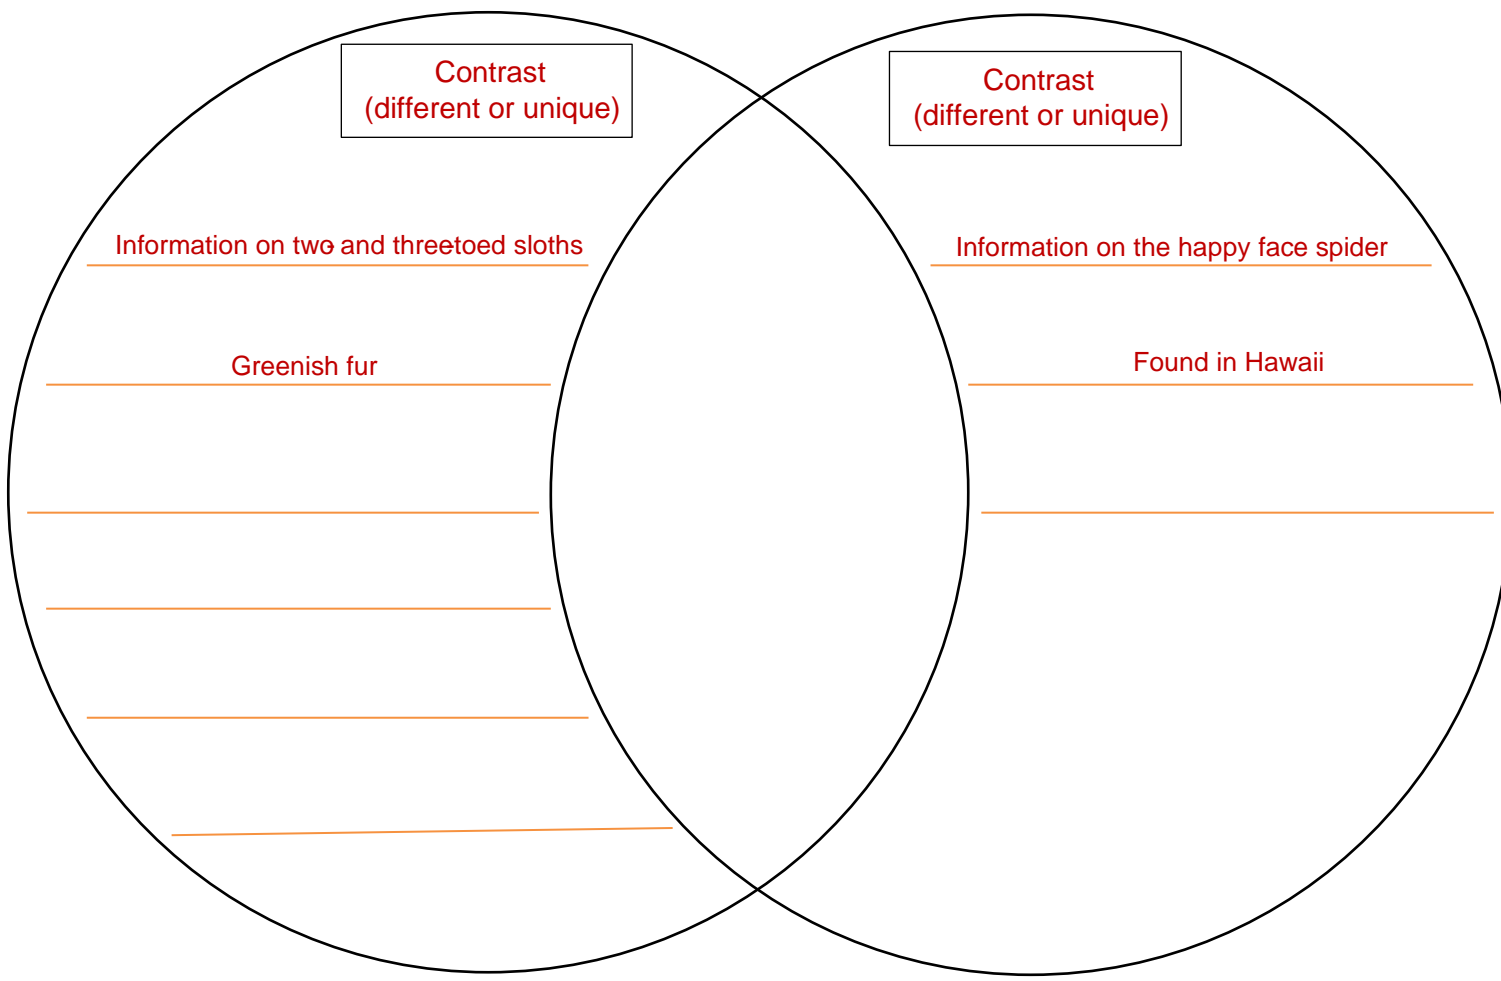 Contrast
(different or unique)
Contrast
(different or unique)
Information on two- and threetoed sloths
Information on the happy face spider
Greenish fur
Found in Hawaii